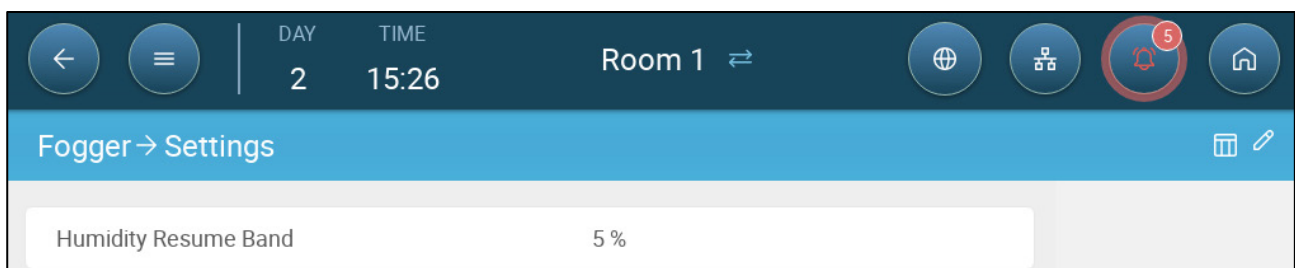 DAY TIME
2 15:26
Room 1
5
Fogger → Settings
Humidity Resume Band 5 %